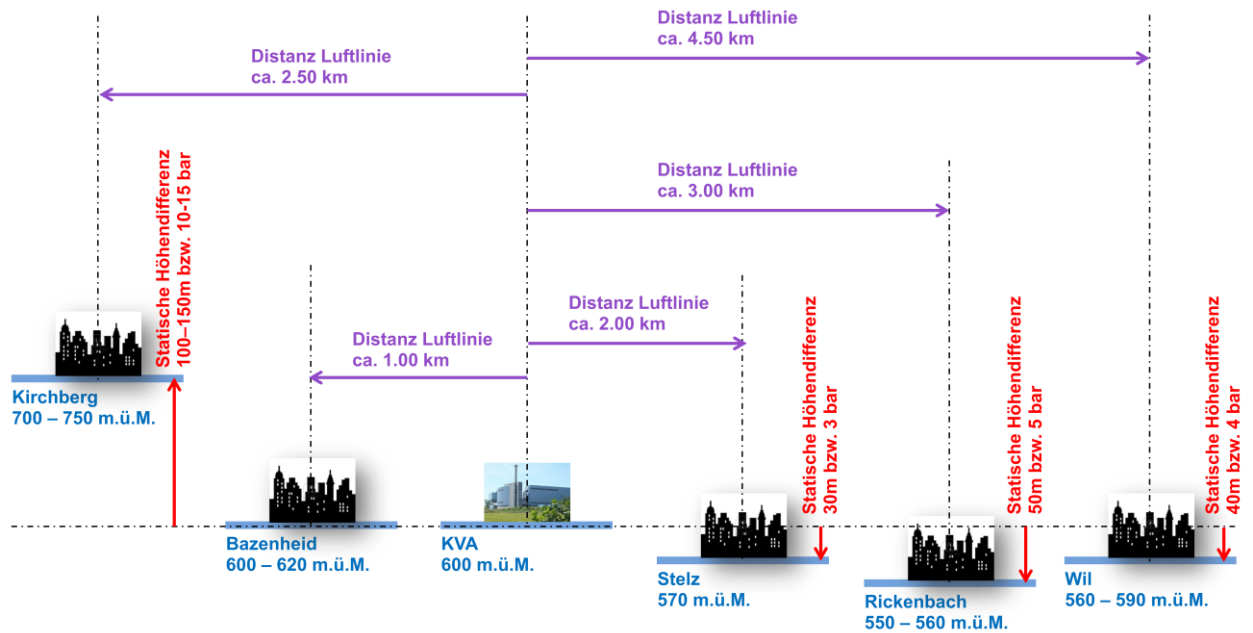 Distanz Luftlinie
ca. 4.50 km
Distanz Luftlinie
ca. 2.50 km
Statische Höhendifferenz
100–150m bzw. 10-15 bar
Distanz Luftlinie
ca. 3.00 km
Distanz Luftlinie
ca. 2.00 km
Distanz Luftlinie
ca. 1.00 km
Statische Höhendifferenz
30m bzw. 3 bar
Statische Höhendifferenz
50m bzw. 5 bar
Statische Höhendifferenz
40m bzw. 4 bar
Kirchberg
700 – 750 m.ü.M.
Bazenheid
600 – 620 m.ü.M.
KVA
600 m.ü.M.
Stelz
570 m.ü.M.
Rickenbach
550 – 560 m.ü.M.
Wil
560 – 590 m.ü.M.